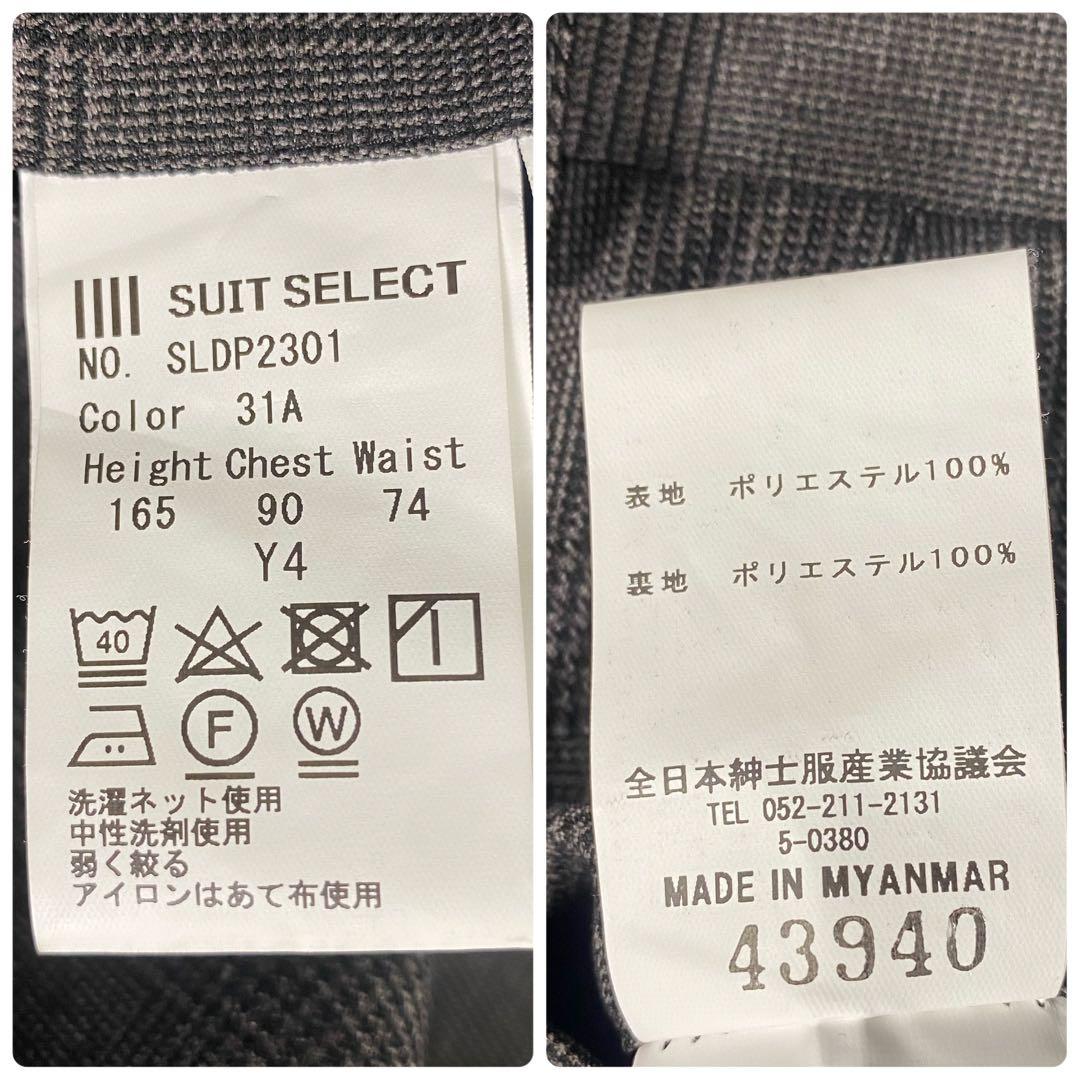 SUIT SELECT
NO. SLDP2301
Color 31A
Height Chest Waist
165 90 74
Y4
40
F W
洗濯ネット使用
中性洗剤使用
弱く絞る
アイロンはあて布使用
表地 ポリエステル100%
裏地 ポリエステル100%
全日本紳士服産業協議会
TEL 052-211-2131
5-0380
MADE IN MYANMAR
43940